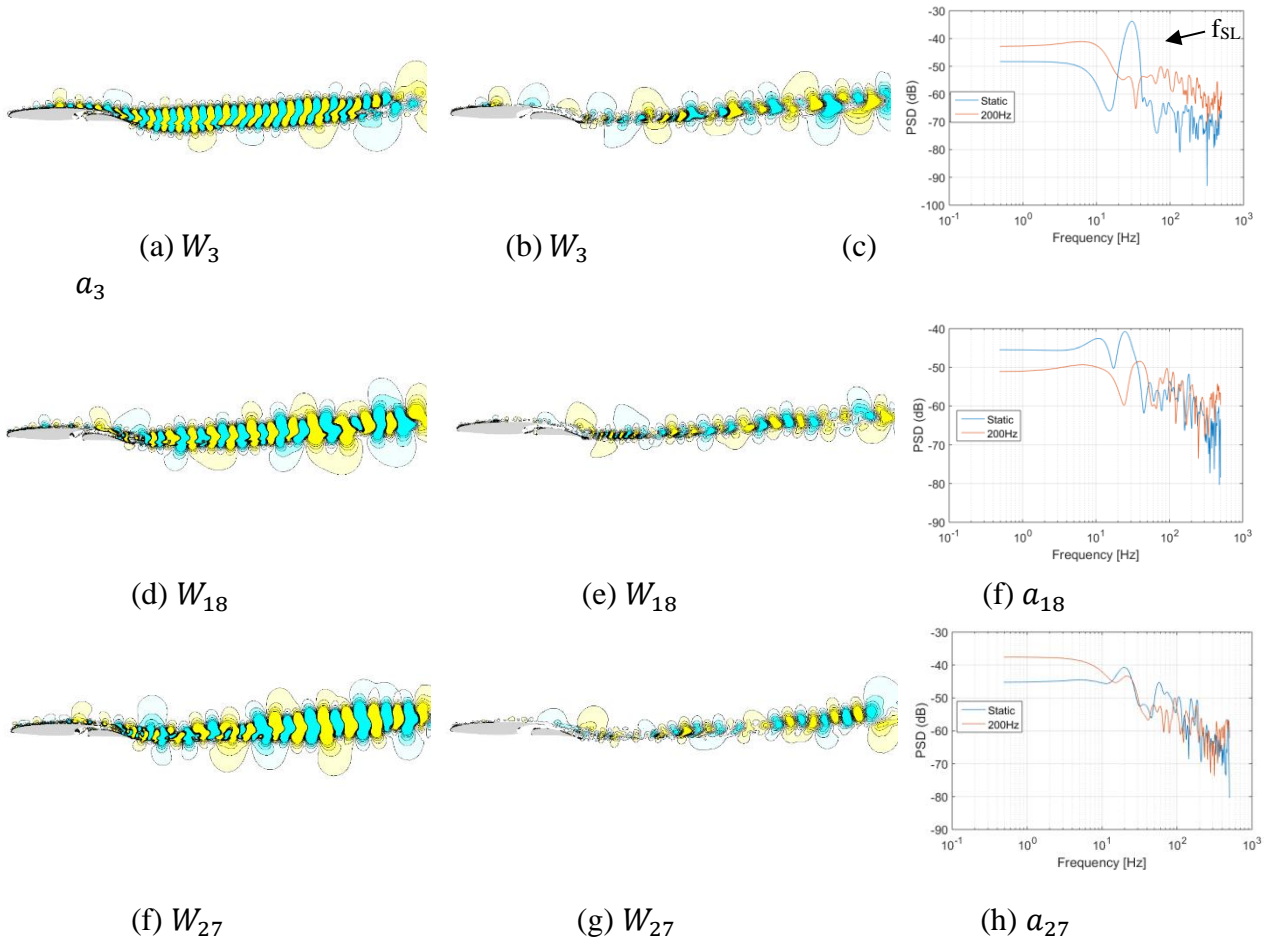 -30
-40
-50
-60
-70
-80
-90
-100
PSD (dB)
f_SL
Static
200Hz
10^-1 10^0 10^1 10^2 10^3
Frequency [Hz]
(a) W_3 (b) W_3 (c)
a_3
-40
-50
-60
-70
-80
-90
PSD (dB)
Static
200Hz
10^-1 10^0 10^1 10^2 10^3
Frequency [Hz]
(d) W_18 (e) W_18 (f) a_18
-30
-40
-50
-60
-70
-80
-90
PSD (dB)
Static
200Hz
10^-1 10^0 10^1 10^2 10^3
Frequency [Hz]
(f) W_27 (g) W_27 (h) a_27